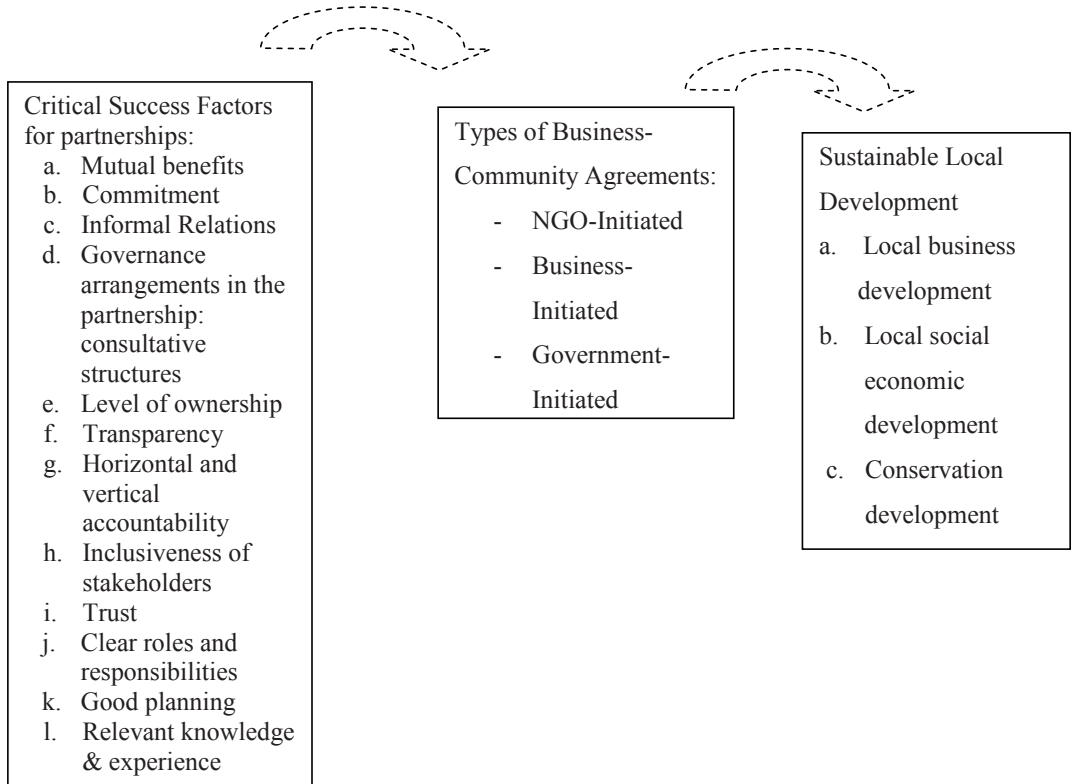 Critical Success Factors
for partnerships:
a. Mutual benefits
b. Commitment
c. Informal Relations
d. Governance
arrangements in the
partnership:
consultative
structures
e. Level of ownership
f. Transparency
g. Horizontal and
vertical
accountability
h. Inclusiveness of
stakeholders
i. Trust
j. Clear roles and
responsibilities
k. Good planning
l. Relevant knowledge
& experience
Types of Business-
Community Agreements:
- NGO-Initiated
- Business-
Initiated
- Government-
Initiated
Sustainable Local
Development
a. Local business
development
b. Local social
economic
development
c. Conservation
development